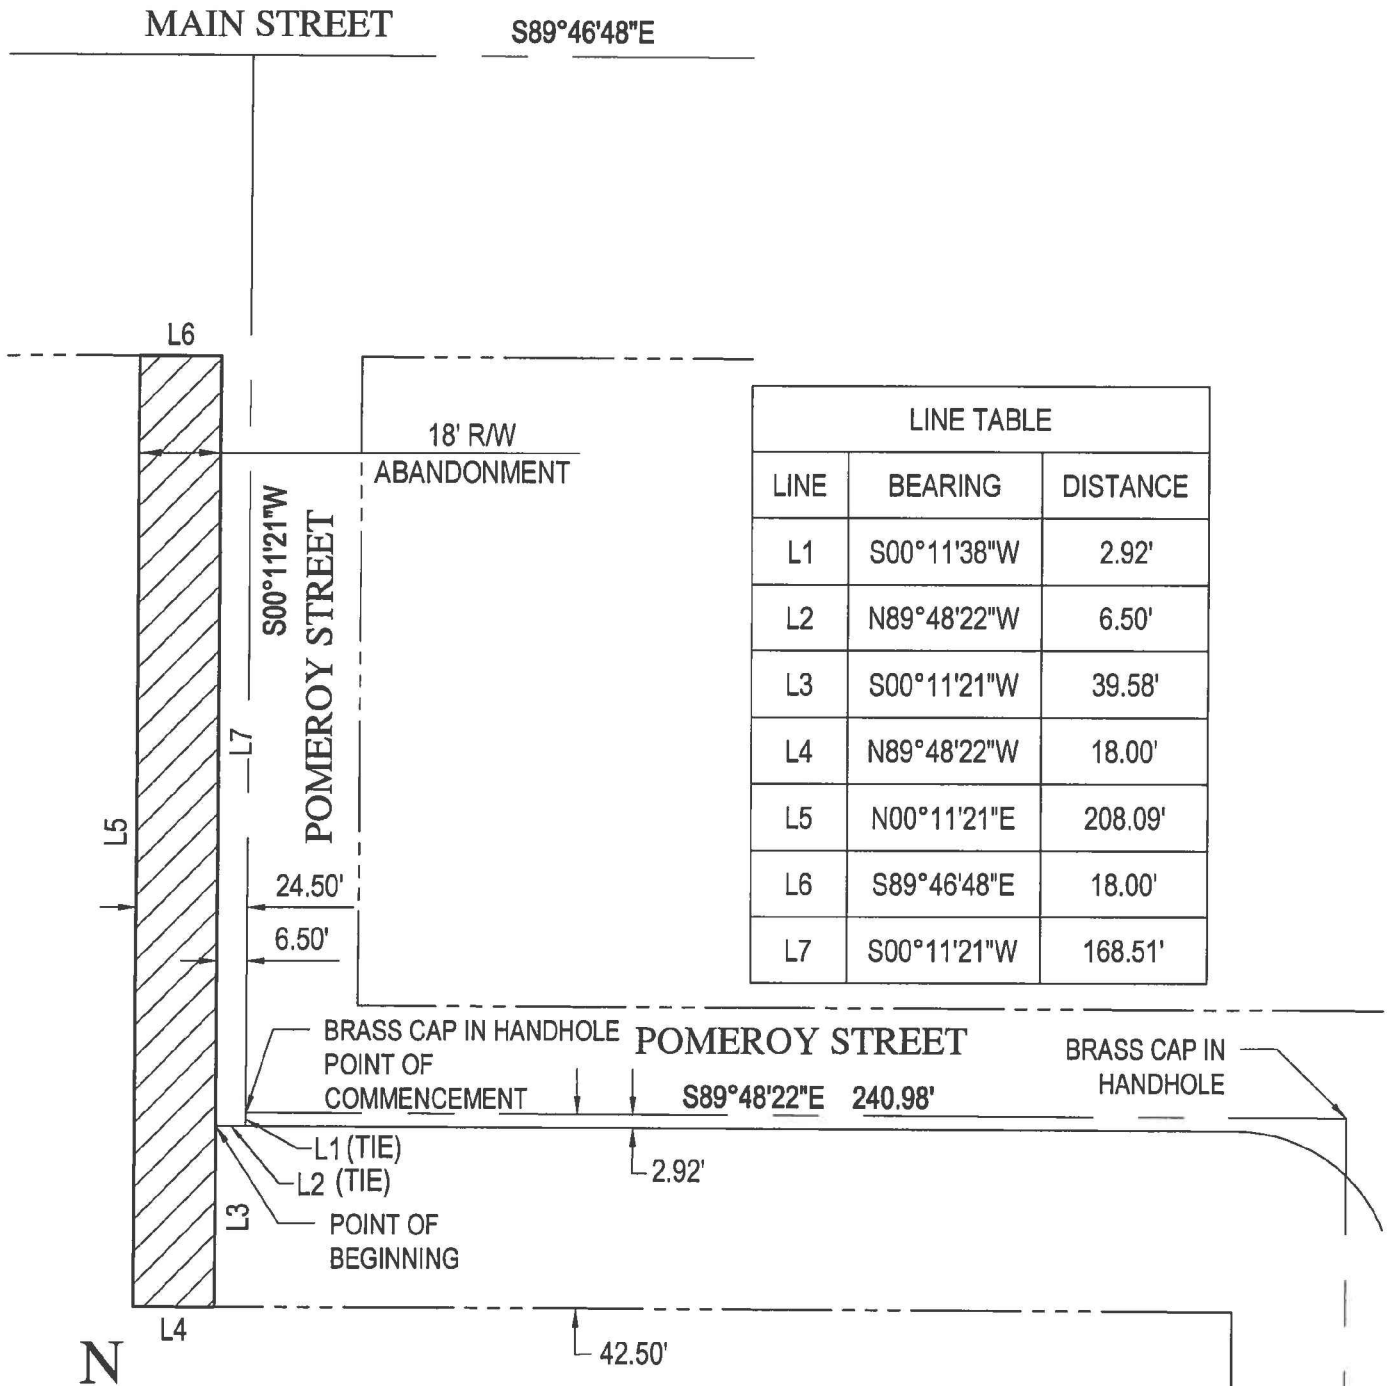 MAIN STREET
S89°46'48"E
L6
18' R/W
ABANDONMENT
S00°11'21"W
POMEROY STREET
L7
L5
24.50'
6.50'
LINE TABLE
LINE BEARING DISTANCE
L1 S00°11'38"W 2.92'
L2 N89°48'22"W 6.50'
L3 S00°11'21"W 39.58'
L4 N89°48'22"W 18.00'
L5 N00°11'21"E 208.09'
L6 S89°46'48"E 18.00'
L7 S00°11'21"W 168.51'
BRASS CAP IN HANDHOLE
POINT OF
COMMENCEMENT
POMEROY STREET
S89°48'22"E 240.98'
BRASS CAP IN
HANDHOLE
L1 (TIE)
L2 (TIE)
2.92'
L3
POINT OF
BEGINNING
L4
42.50'
N